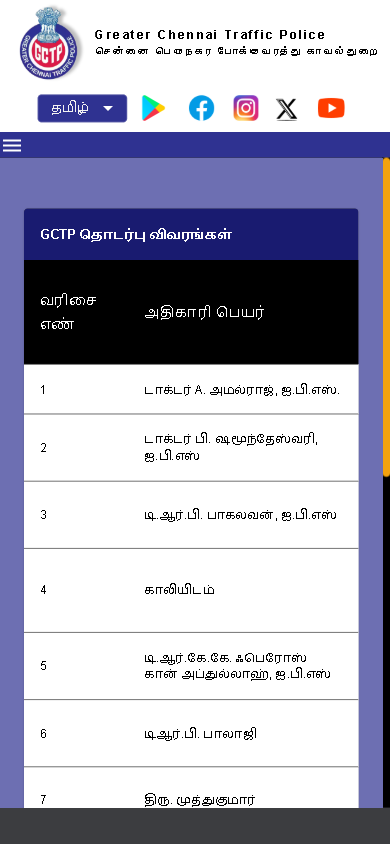 GCTP
GREATER CHENNAI TRAFFIC POLICE
Greater Chennai Traffic Police
சென்னை பெருநகர போக்குவரத்து காவல்துறை
தமிழ்
GCTP தொடர்பு விவரங்கள்
வரிசை
எண்
அதிகாரி பெயர்
1
டாக்டர் A. அமல்ராஜ், ஐ.பி.எஸ்.
2
டாக்டர் பி. ஷமூந்தேஸ்வரி,
ஐ.பி.எஸ்
3
டி.ஆர்.பி. பாகலவன், ஐ.பி.எஸ்
4
காலியிடம்
5
டி.ஆர்.கே.கே. ஃபெரோஸ்
கான் அப்துல்லாஹ், ஐ.பி.எஸ்
6
டிஆர்.பி. பாலாஜி
7
திரு. முத்துகுமார்